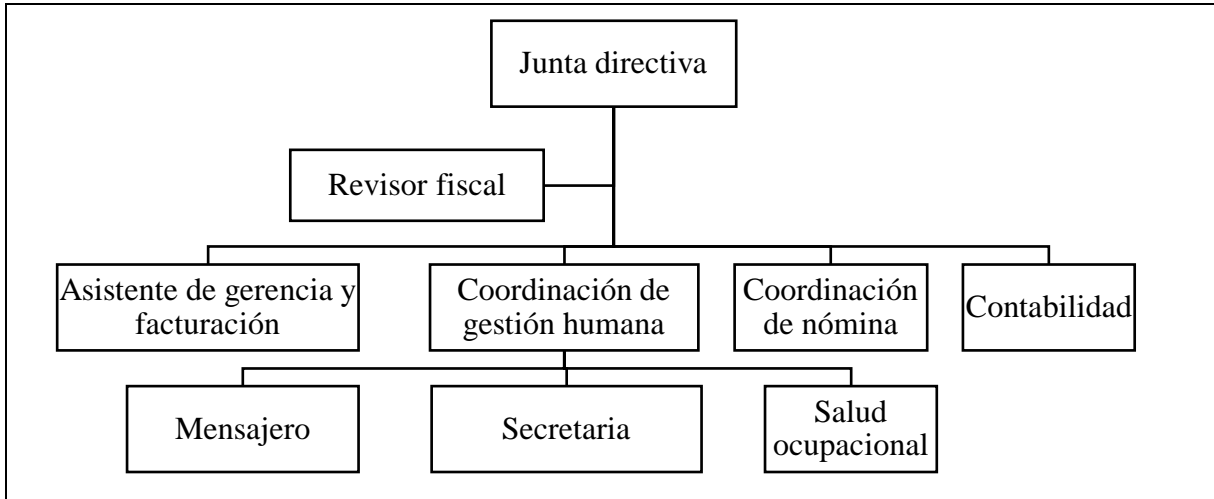 Junta directiva
Revisor fiscal
Asistente de gerencia y
facturación
Coordinación de
gestión humana
Coordinación
de nómina
Contabilidad
Mensajero
Secretaria
Salud
ocupacional